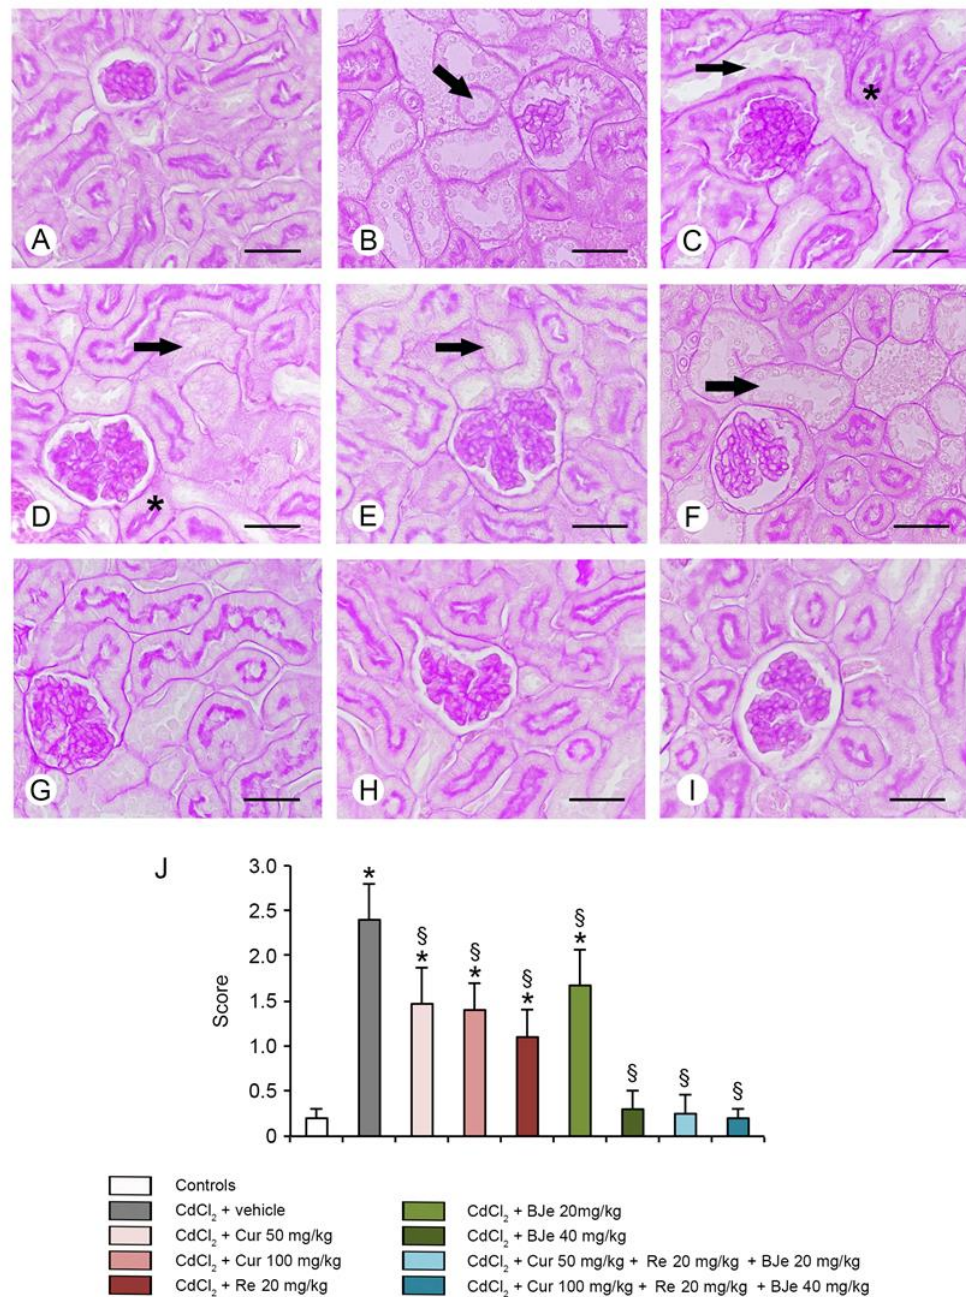 A
B
C
*
D
*
E
F
G
H
I
J
3.0
2.5
2.0
1.5
1.0
0.5
0
Score
*
§
*
§
*
§
*
§
*
§
§
§
Controls
CdCl₂ + vehicle
CdCl₂ + Cur 50 mg/kg
CdCl₂ + Cur 100 mg/kg
CdCl₂ + Re 20 mg/kg
CdCl₂ + BJe 20mg/kg
CdCl₂ + BJe 40 mg/kg
CdCl₂ + Cur 50 mg/kg + Re 20 mg/kg + BJe 20 mg/kg
CdCl₂ + Cur 100 mg/kg + Re 20 mg/kg + BJe 40 mg/kg